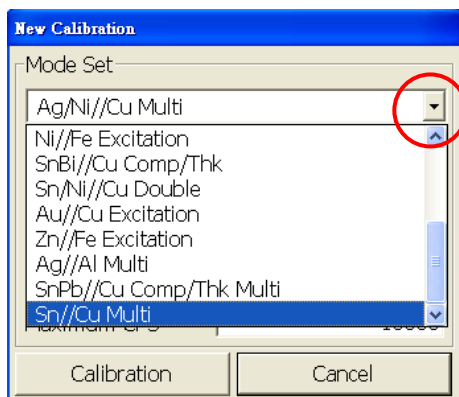 New Calibration
Mode Set
Ag/Ni//Cu Multi
Ni//Fe Excitation
SnBi//Cu Comp/Thk
Sn/Ni//Cu Double
Au//Cu Excitation
Zn//Fe Excitation
Ag//Al Multi
SnPb//Cu Comp/Thk Multi
Sn//Cu Multi
Calibration
Cancel